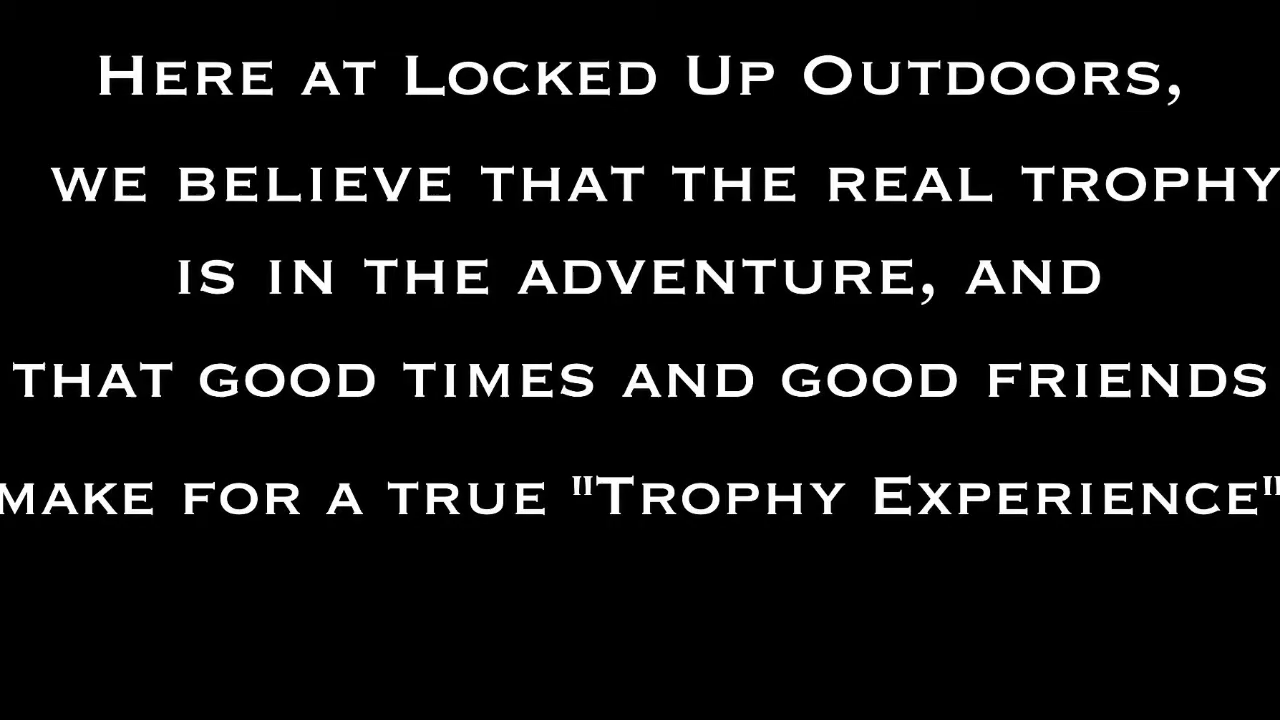 Here at Locked Up Outdoors,
we believe that the real trophy
is in the adventure, and
that good times and good friends
make for a true "Trophy Experience"